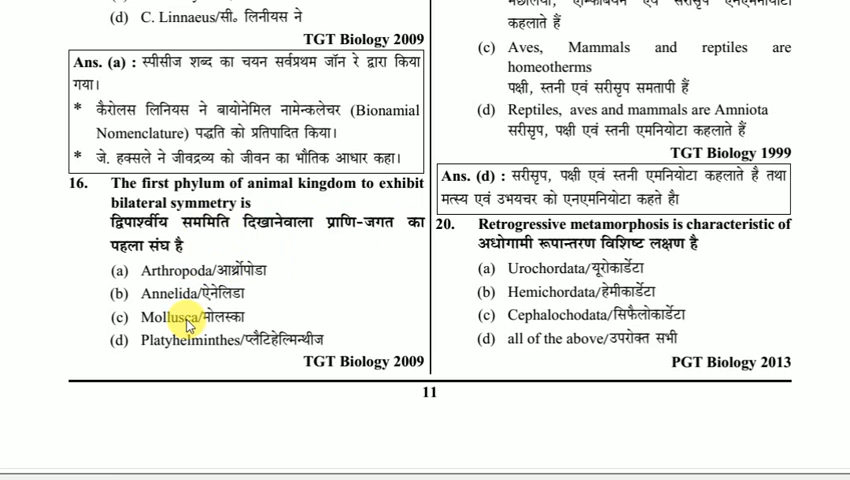 (d) C. Linnaeus/सी॰ लिनीयस ने
TGT Biology 2009
Ans. (a) : स्पीसीज शब्द का चयन सर्वप्रथम जॉन रे द्वारा किया
गया।
* कैरोलस लिनियस ने बायोनेमिल नामेन्कलेचर (Bionamial
Nomenclature) पद्धति को प्रतिपादित किया।
* जे. हक्सले ने जीवद्रव्य को जीवन का भौतिक आधार कहा।
16. The first phylum of animal kingdom to exhibit
bilateral symmetry is
द्विपार्श्वीय सममिति दिखानेवाला प्राणि-जगत का
पहला संघ है
(a) Arthropoda/आर्थ्रोपोडा
(b) Annelida/ऐनेलिडा
(c) Mollusca/मोलस्का
(d) Platyhelminthes/प्लैटिहेल्मिन्थीज
TGT Biology 2009
कहलाते हैं
(c) Aves, Mammals and reptiles are
homeotherms
पक्षी, स्तनी एवं सरीसृप समतापी हैं
(d) Reptiles, aves and mammals are Amniota
सरीसृप, पक्षी एवं स्तनी एमनियोटा कहलाते हैं
TGT Biology 1999
Ans. (d) : सरीसृप, पक्षी एवं स्तनी एमनियोटा कहलाते है तथा
मत्स्य एवं उभयचर को एनएमनियोटा कहते हैं।
20. Retrogressive metamorphosis is characteristic of
अधोगामी रूपान्तरण विशिष्ट लक्षण है
(a) Urochordata/यूरोकार्डेटा
(b) Hemichordata/हेमीकार्डेटा
(c) Cephalochodata/सिफैलोकार्डेटा
(d) all of the above/उपरोक्त सभी
PGT Biology 2013
11